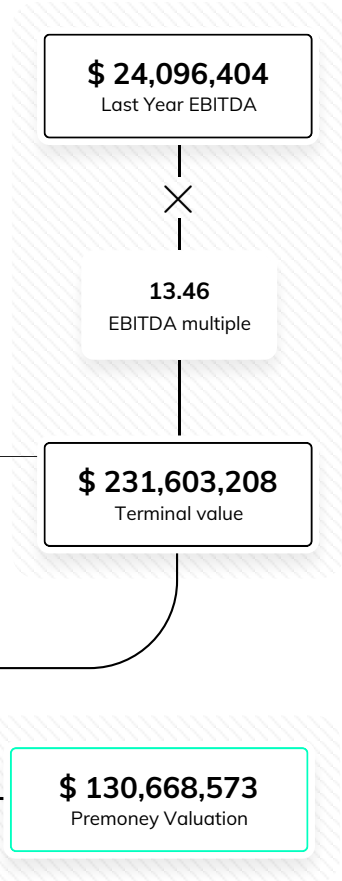 $ 24,096,404
Last Year EBITDA
13.46
EBITDA multiple
$ 231,603,208
Terminal value
$ 130,668,573
Premoney Valuation